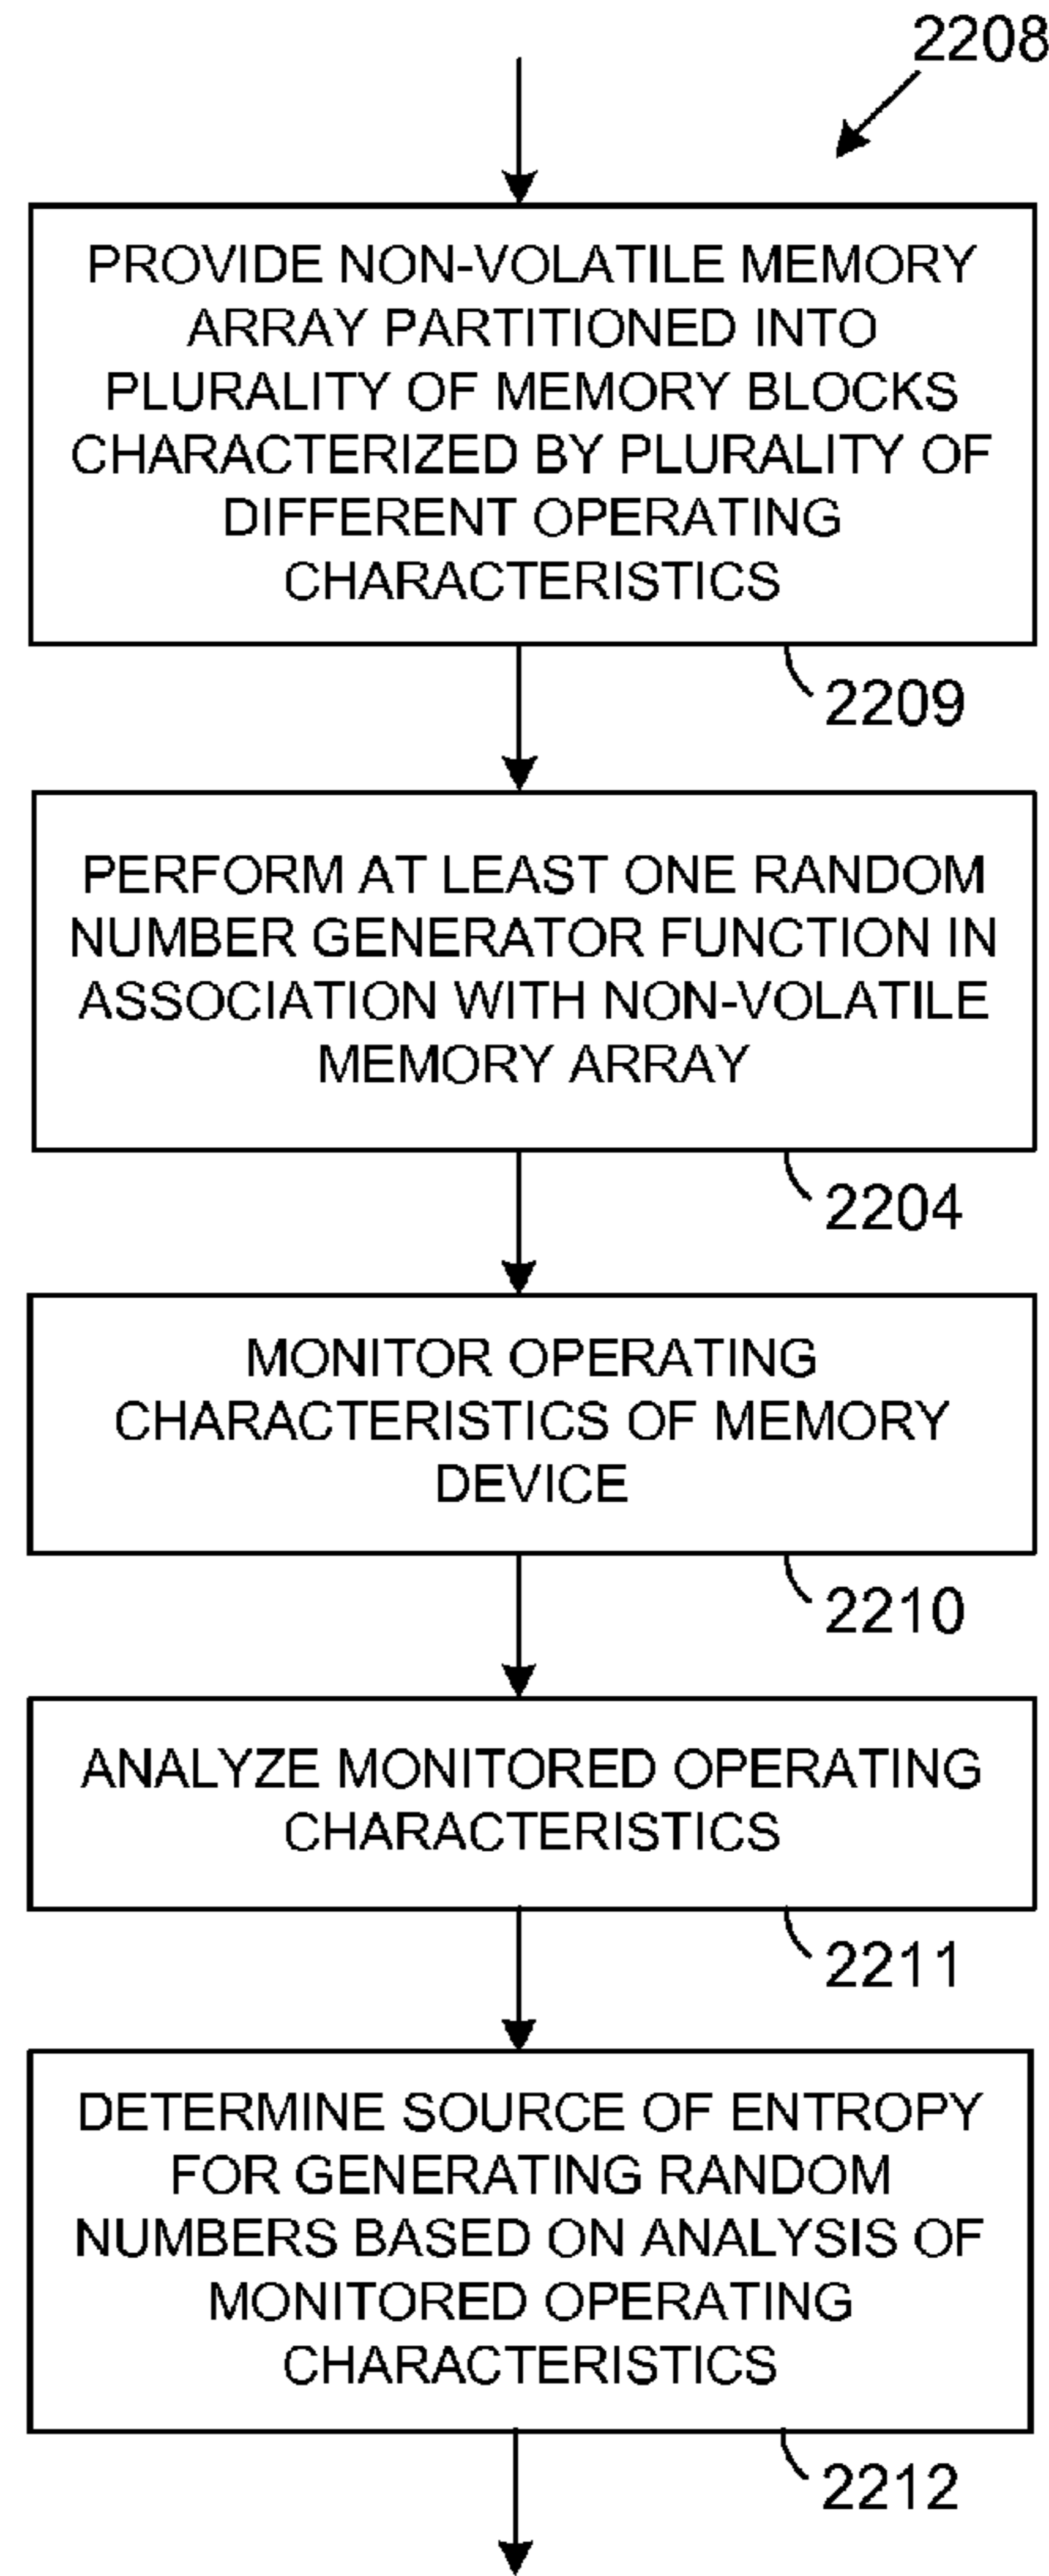 2208
PROVIDE NON-VOLATILE MEMORY
ARRAY PARTITIONED INTO
PLURALITY OF MEMORY BLOCKS
CHARACTERIZED BY PLURALITY OF
DIFFERENT OPERATING
CHARACTERISTICS
2209
PERFORM AT LEAST ONE RANDOM
NUMBER GENERATOR FUNCTION IN
ASSOCIATION WITH NON-VOLATILE
MEMORY ARRAY
2204
MONITOR OPERATING
CHARACTERISTICS OF MEMORY
DEVICE
2210
ANALYZE MONITORED OPERATING
CHARACTERISTICS
2211
DETERMINE SOURCE OF ENTROPY
FOR GENERATING RANDOM
NUMBERS BASED ON ANALYSIS OF
MONITORED OPERATING
CHARACTERISTICS
2212